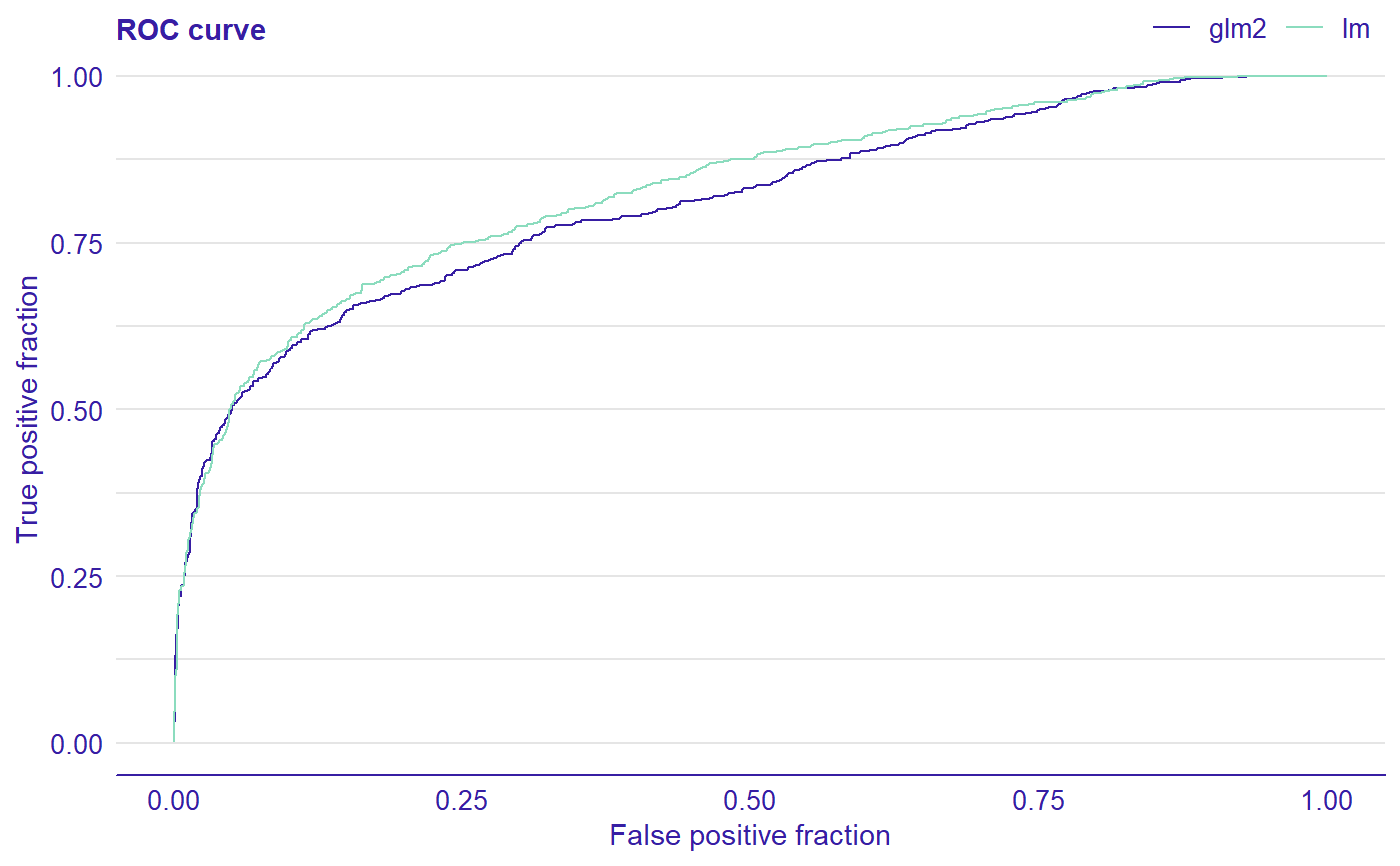 ROC curve
glm2
lm
True positive fraction
1.00
0.75
0.50
0.25
0.00
0.00 0.25 0.50 0.75 1.00
False positive fraction